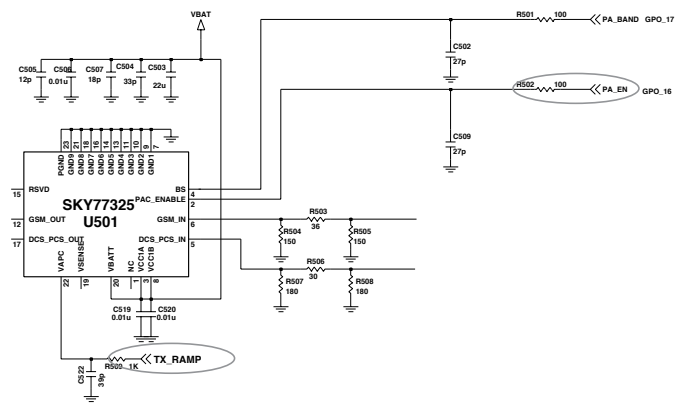 VBAT
R501 100 PA_BAND GPO_17
C505 12p
C506 0.01u
C507 18p
C504 33p
C503 22u
C502 27p
R502 100 PA_EN GPO_16
C509 27p
PGND 23
GND9 21
GND8 18
GND7 16
GND6 14
GND5 13
GND4 11
GND3 10
GND2 9
GND1 7
15 RSVD
BS 4
PAC_ENABLE 2
SKY77325
U501
12 GSM_OUT
GSM_IN 6
17 DCS_PCS_OUT
DCS_PCS_IN 5
VAPC 22
VSENSE 19
VBATT 20
NC 1
VCC1A 3
VCC1B 8
R503 36
R504 150
R505 150
R506 30
R507 180
R508 180
C519 0.01u
C520 0.01u
TX_RAMP
R509 1K
C522 39p